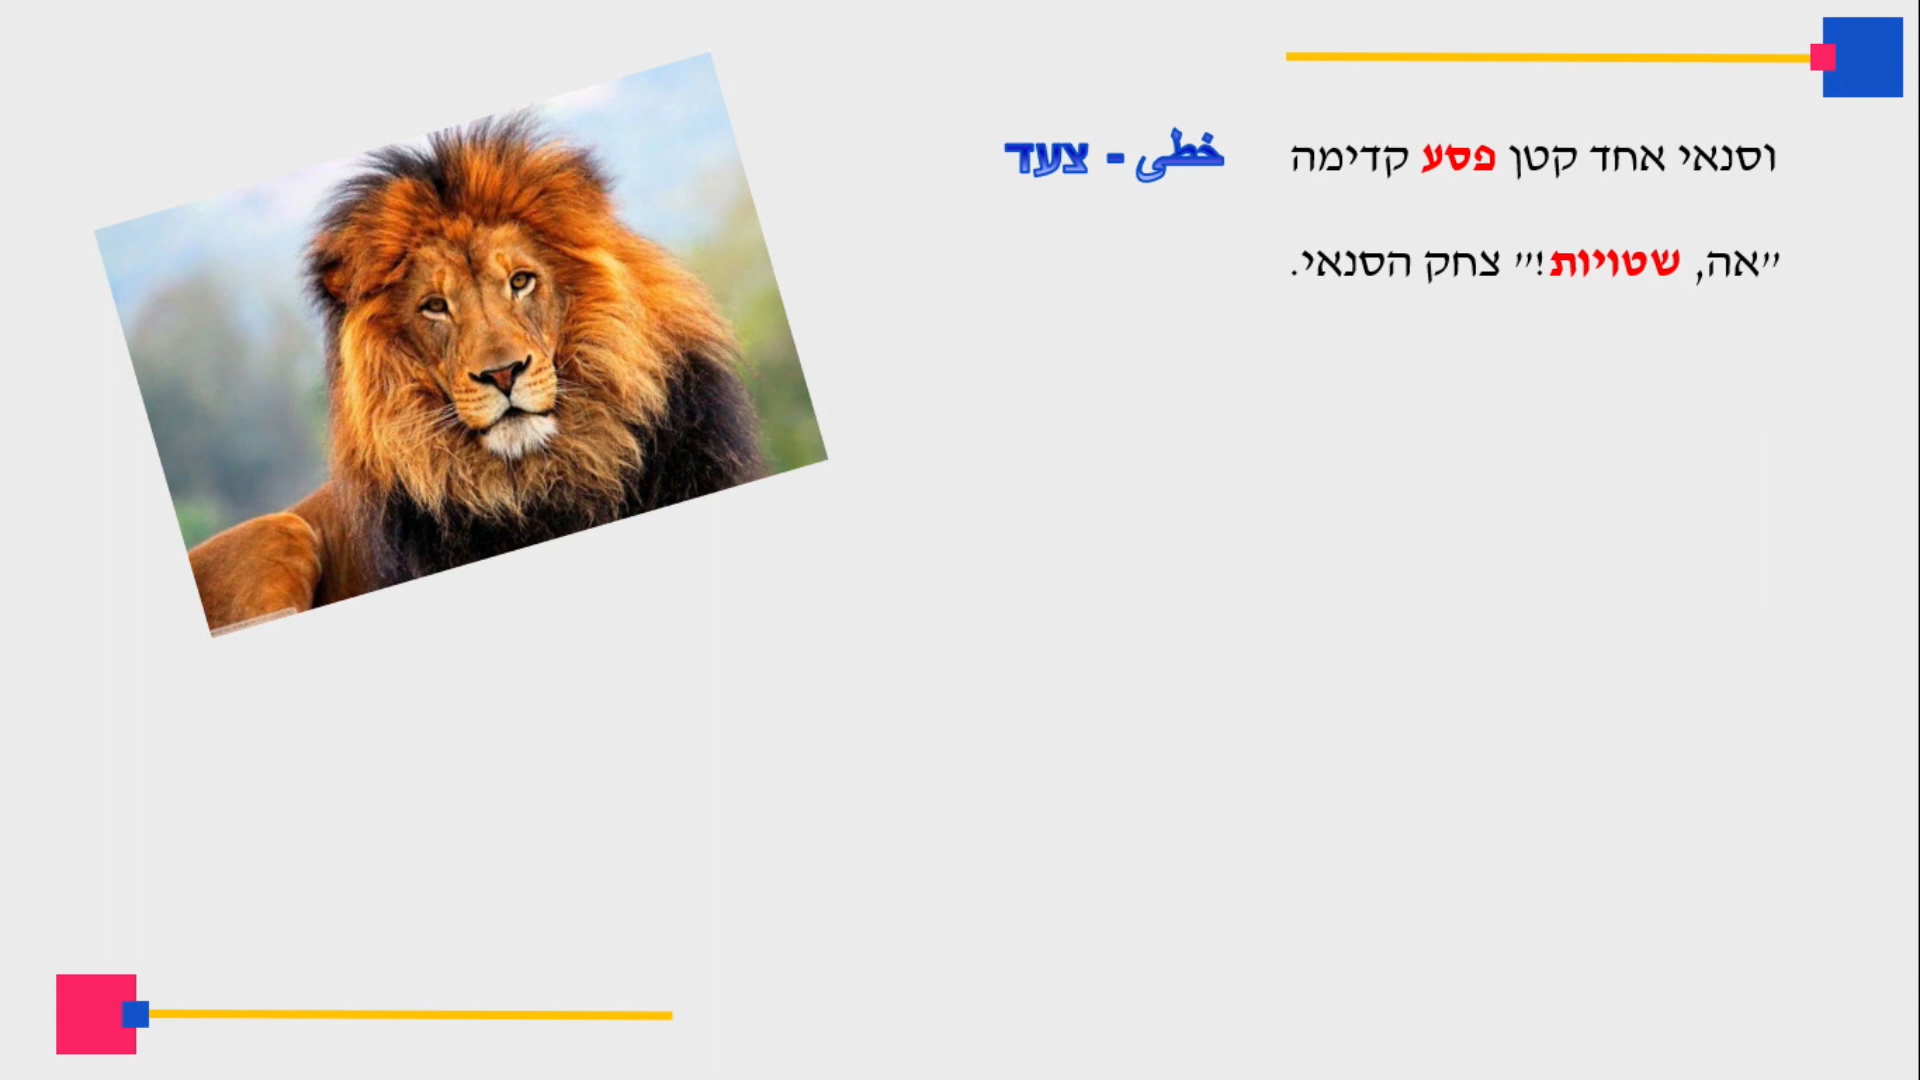 וסנאי אחד קטן פסע קדימה خطى - צעד
"אה, שטויות!" צחק הסנאי.